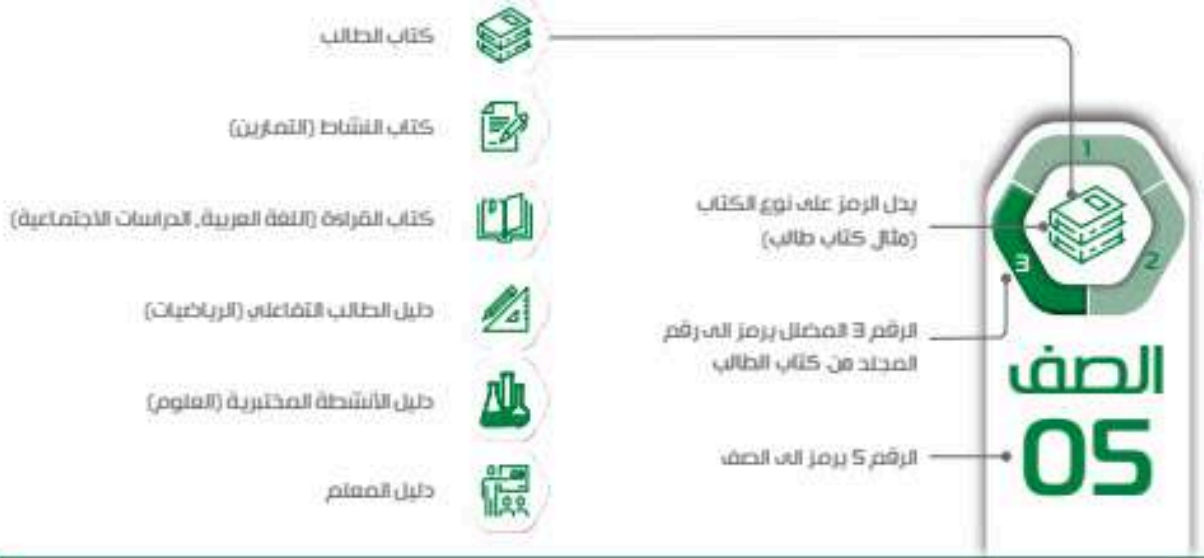 1
2
3
الصف
05
يدل الرمز على نوع الكتاب
(مثال كتاب طالب)
الرقم 3 المضلل يرمز الى رقم
المجلد من كتاب الطالب
الرقم 5 يرمز الى الصف
كتاب الطالب
كتاب النشاط (التمارين)
كتاب القراءة (اللغة العربية، الدراسات الاجتماعية)
دليل الطالب التفاعلي (الرياضيات)
دليل الأنشطة المختبرية (العلوم)
دليل المعلم